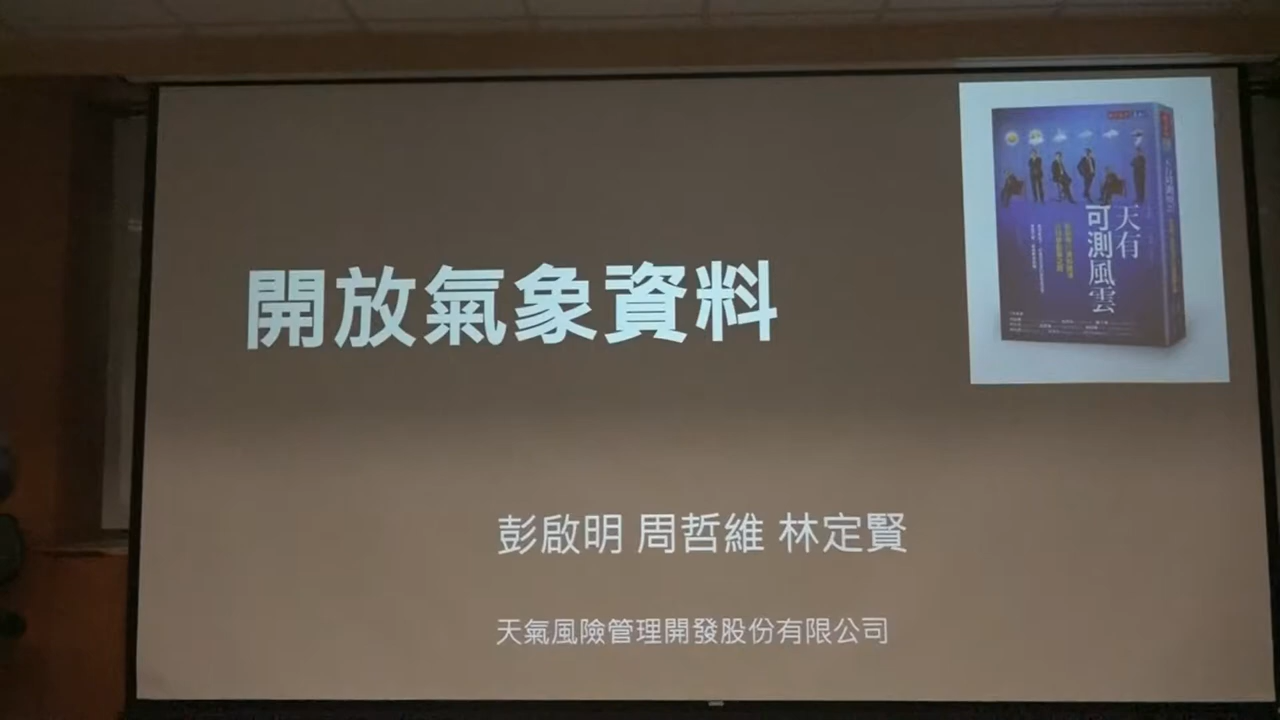 開放氣象資料
天有
可測風雲
彭啟明 周哲維 林定賢
天氣風險管理開發股份有限公司